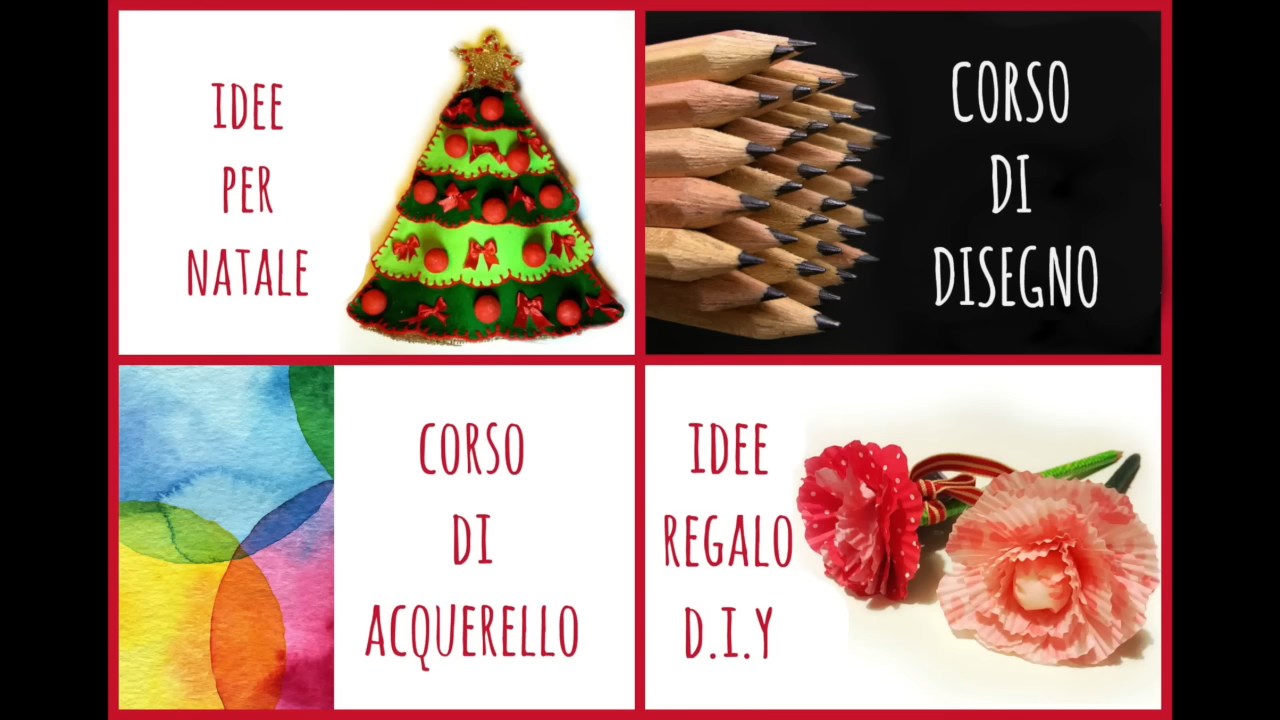 IDEE
PER
NATALE
CORSO
DI
DISEGNO
CORSO
DI
ACQUERELLO
IDEE
REGALO
D.I.Y